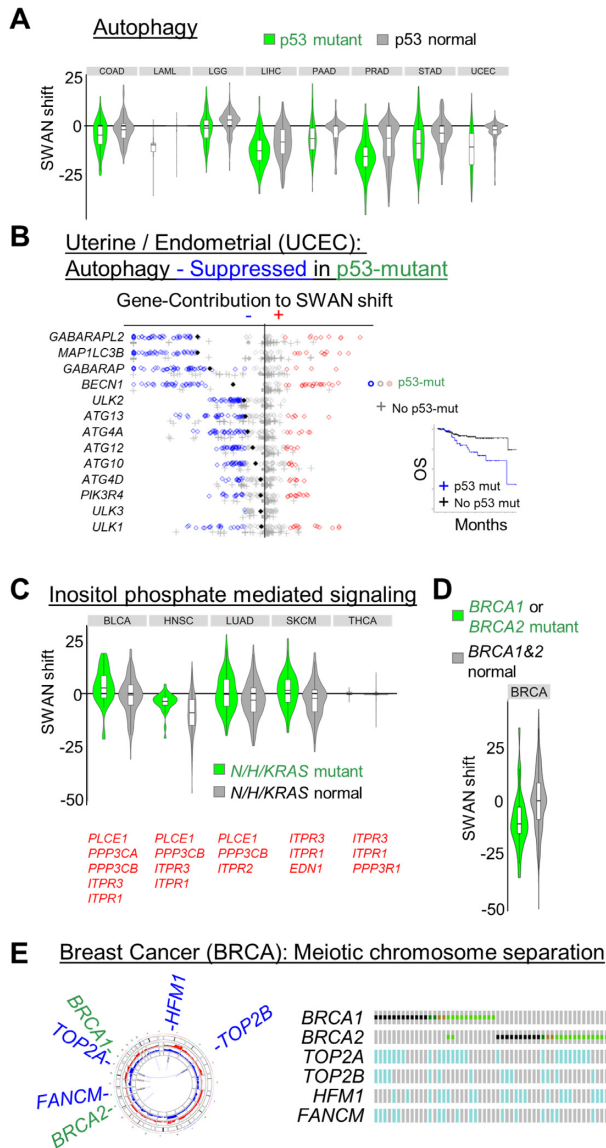 A
Autophagy
p53 mutant
p53 normal
COAD LAML LGG LIHC PAAD PRAD STAD UCEC
SWAN shift
25
0
-25
B
Uterine / Endometrial (UCEC):
Autophagy - Suppressed in p53-mutant
Gene-Contribution to SWAN shift
- +
GABARAPL2
MAP1LC3B
GABARAP
BECN1
ULK2
ATG13
ATG4A
ATG12
ATG10
ATG4D
PIK3R4
ULK3
ULK1
p53-mut
No p53-mut
OS
p53 mut
No p53 mut
Months
C
Inositol phosphate mediated signaling
BLCA HNSC LUAD SKCM THCA
SWAN shift
25
0
-25
-50
N/H/KRAS mutant
N/H/KRAS normal
PLCE1 PLCE1 PLCE1 ITPR3 ITPR3
PPP3CA PPP3CB PPP3CB ITPR1 ITPR1
PPP3CB ITPR3 ITPR2 EDN1 PPP3R1
ITPR3 ITPR1
ITPR1
D
BRCA1 or
BRCA2 mutant
BRCA1&2
normal
BRCA
SWAN shift
25
0
-25
-50
E
Breast Cancer (BRCA): Meiotic chromosome separation
BRCA1
TOP2A-
FANCM-
BRCA2-
-HFM1
-TOP2B
BRCA1
BRCA2
TOP2A
TOP2B
HFM1
FANCM